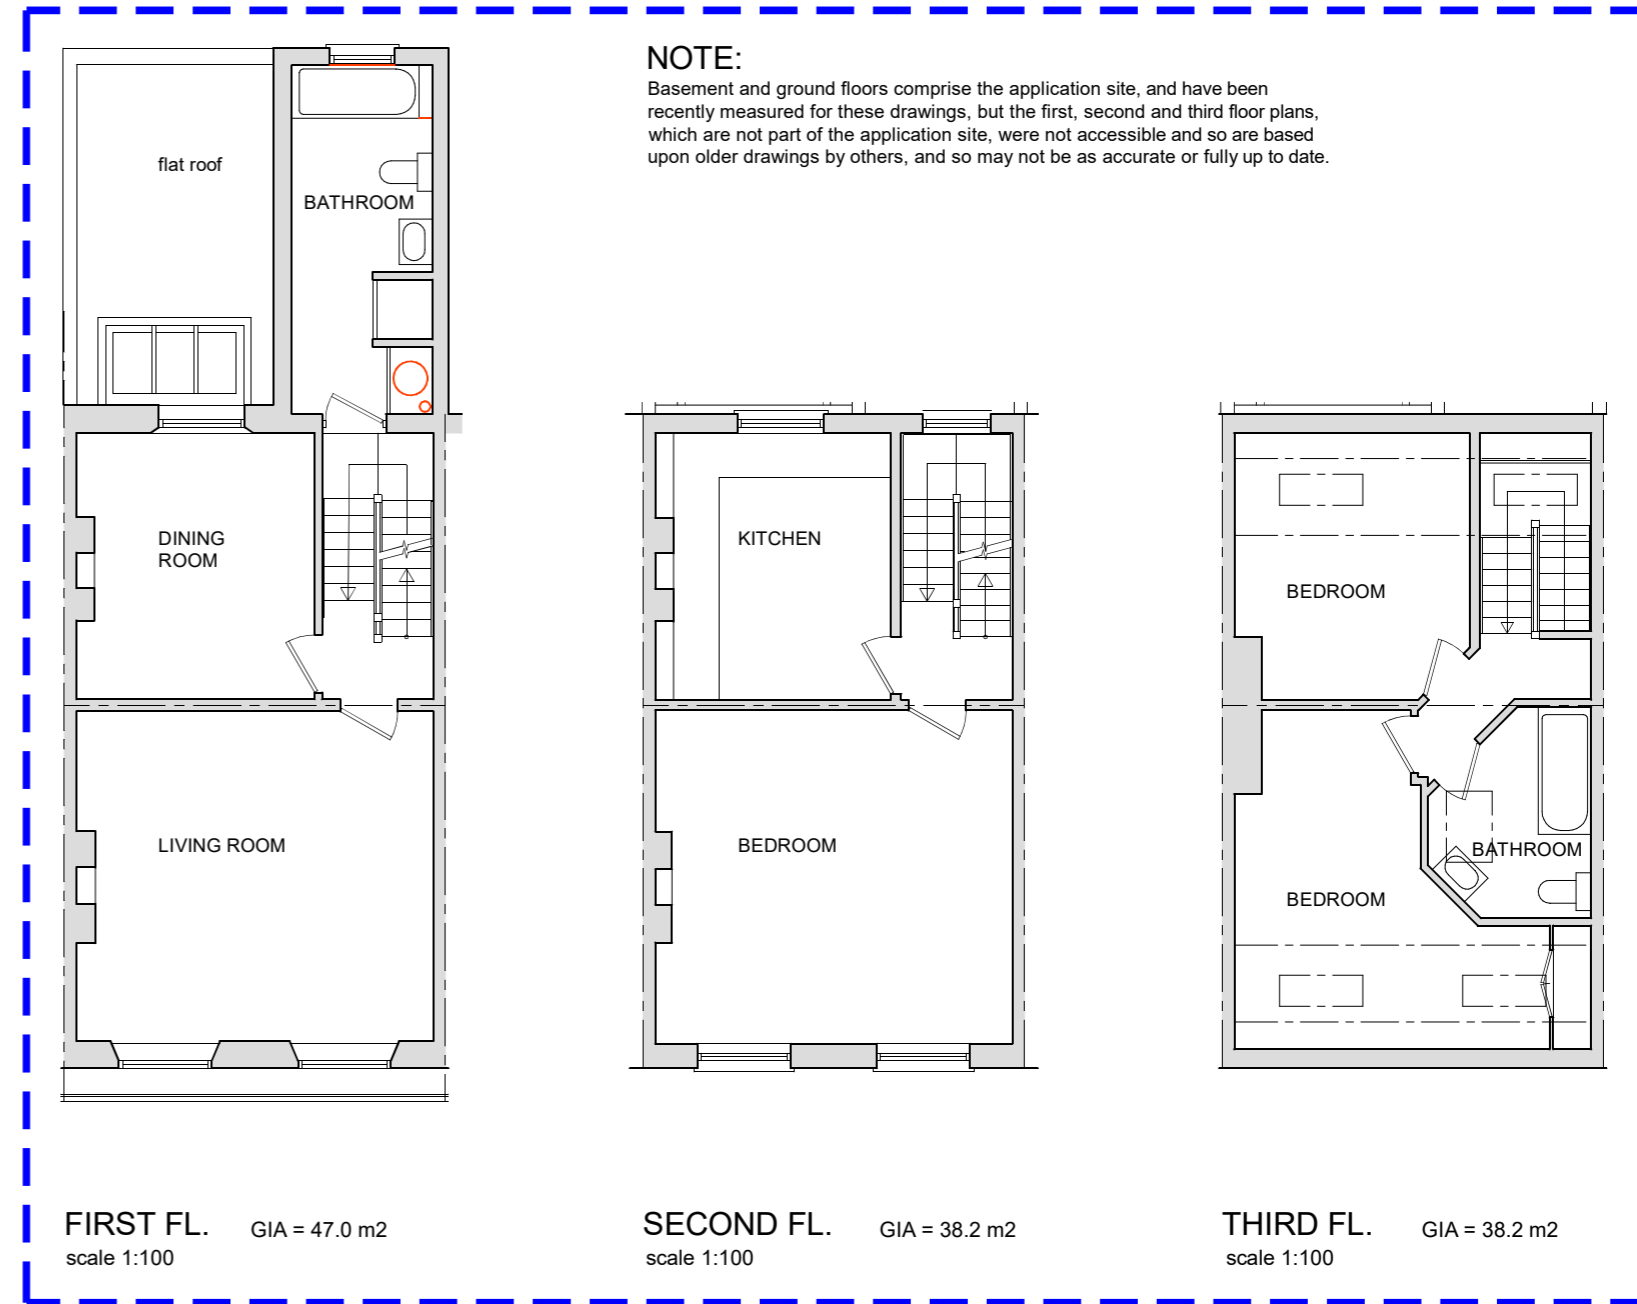 NOTE:
Basement and ground floors comprise the application site, and have been
recently measured for these drawings, but the first, second and third floor plans,
which are not part of the application site, were not accessible and so are based
upon older drawings by others, and so may not be as accurate or fully up to date.
flat roof
BATHROOM
DINING
ROOM
LIVING ROOM
KITCHEN
BEDROOM
BEDROOM
BATHROOM
BEDROOM
FIRST FL. GIA = 47.0 m2
scale 1:100
SECOND FL. GIA = 38.2 m2
scale 1:100
THIRD FL. GIA = 38.2 m2
scale 1:100